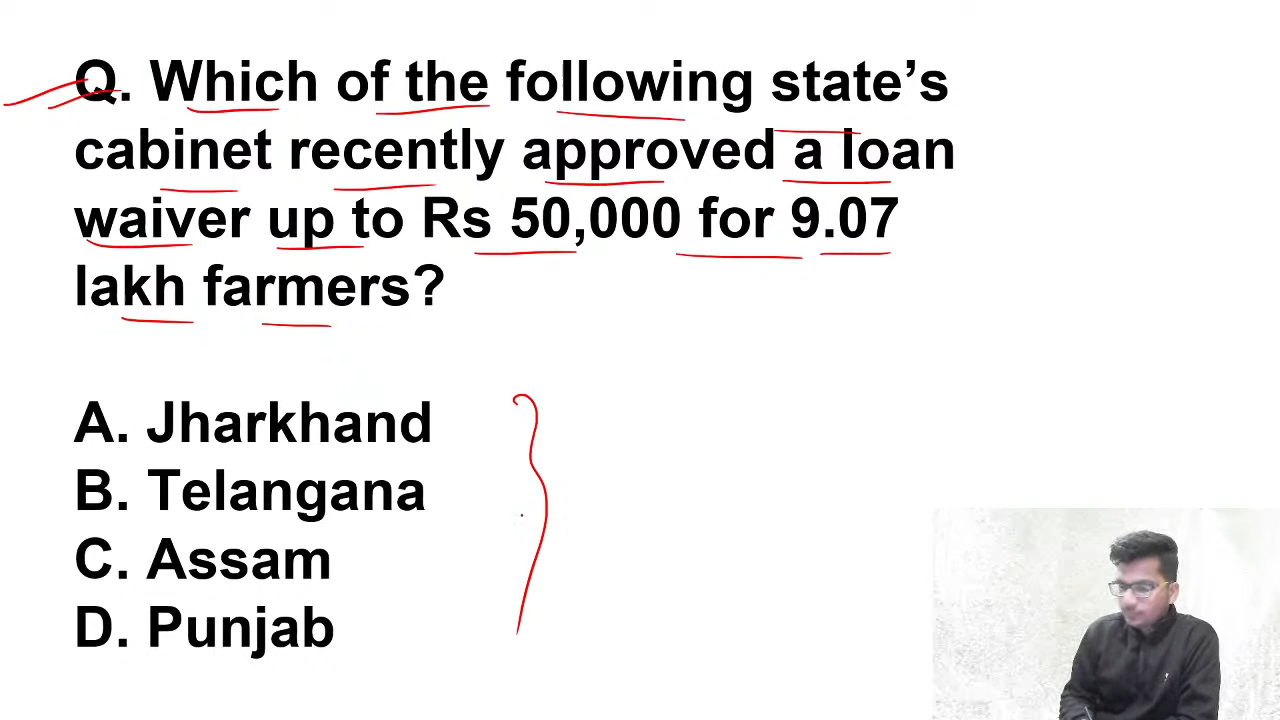 Q. Which of the following state’s
cabinet recently approved a loan
waiver up to Rs 50,000 for 9.07
lakh farmers?
A. Jharkhand
B. Telangana
C. Assam
D. Punjab